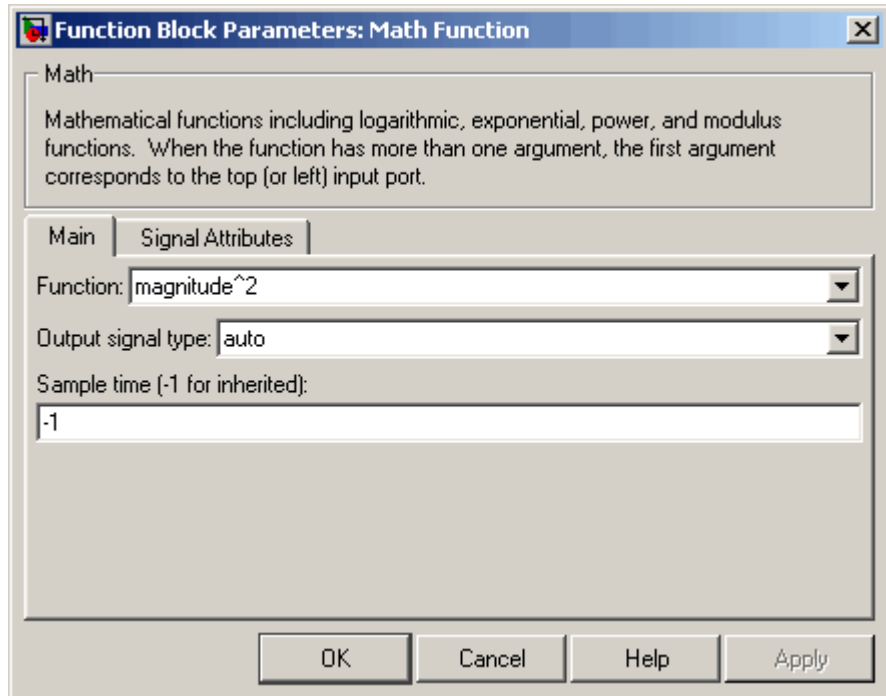 Function Block Parameters: Math Function
Math
Mathematical functions including logarithmic, exponential, power, and modulus
functions.  When the function has more than one argument, the first argument
corresponds to the top (or left) input port.
Main
Signal Attributes
Function: magnitude^2
Output signal type: auto
Sample time (-1 for inherited):
-1
OK
Cancel
Help
Apply